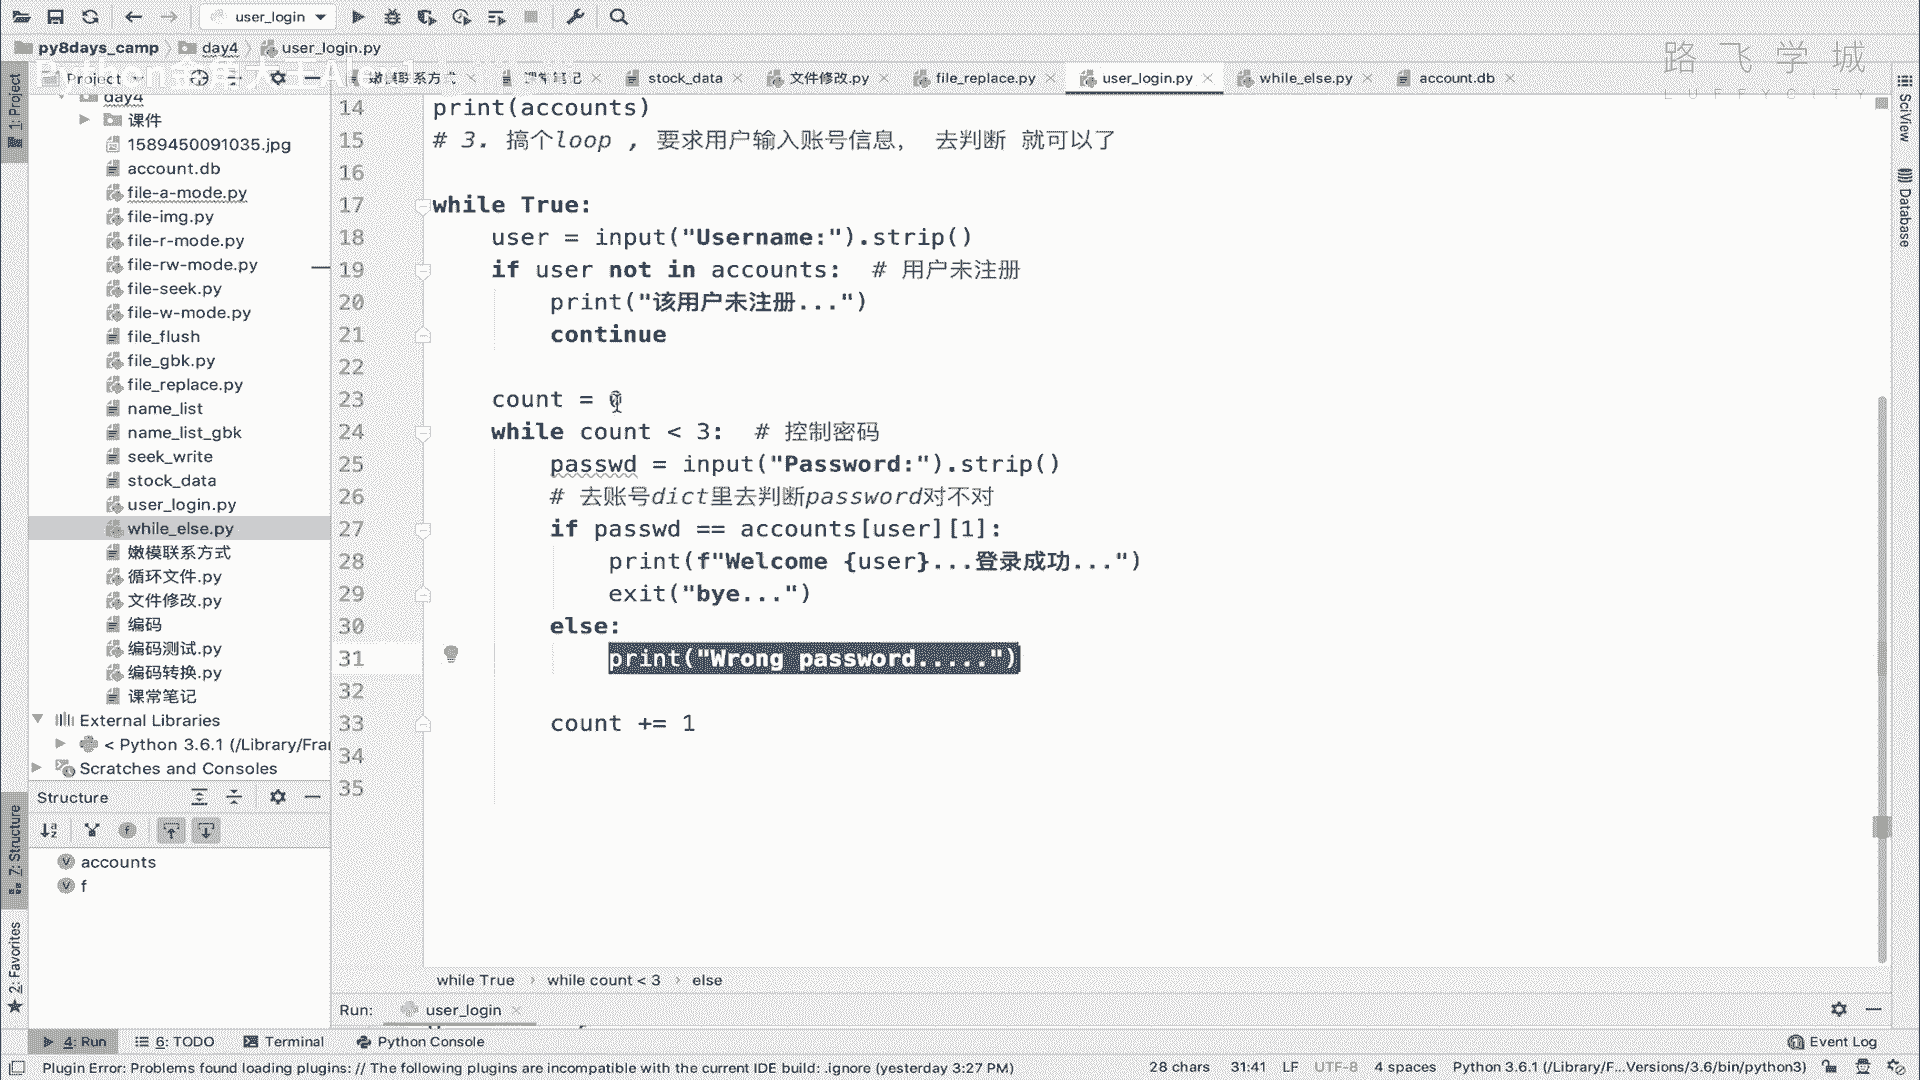 user_login
py8days_camp
day4
user_login.py
路 飞 学 城
L U F F Y C I T Y
Project
嫩模联系方式
课常笔记
stock_data
文件修改.py
file_replace.py
user_login.py
while_else.py
account.db
1: Project
day4
课件
1589450091035.jpg
account.db
file-a-mode.py
file-img.py
file-r-mode.py
file-rw-mode.py
file-seek.py
file-w-mode.py
file_flush
file_gbk.py
file_replace.py
name_list
name_list_gbk
seek_write
stock_data
user_login.py
while_else.py
嫩模联系方式
循环文件.py
文件修改.py
编码
编码测试.py
编码转换.py
课常笔记
External Libraries
< Python 3.6.1 (/Library/Fra
Scratches and Consoles
Structure
accounts
f
7: Structure
2: Favorites
14 print(accounts)
15 # 3. 搞个loop , 要求用户输入账号信息， 去判断 就可以了
16
17 while True:
18 user = input("Username:").strip()
19 if user not in accounts: # 用户未注册
20 print("该用户未注册...")
21 continue
22
23 count = 0
24 while count < 3: # 控制密码
25 passwd = input("Password:").strip()
26 # 去账号dict里去判断password对不对
27 if passwd == accounts[user][1]:
28 print(f"Welcome {user}...登录成功...")
29 exit("bye...")
30 else:
31 print("Wrong password.....")
32
33 count += 1
34
35
SciView
Database
while True › while count < 3 › else
Run: user_login
4: Run
6: TODO
Terminal
Python Console
Event Log
Plugin Error: Problems found loading plugins: // The following plugins are incompatible with the current IDE build: .ignore (yesterday 3:27 PM)
28 chars
31:41
LF
UTF-8
4 spaces
Python 3.6.1 (/Library/F...Versions/3.6/bin/python3)